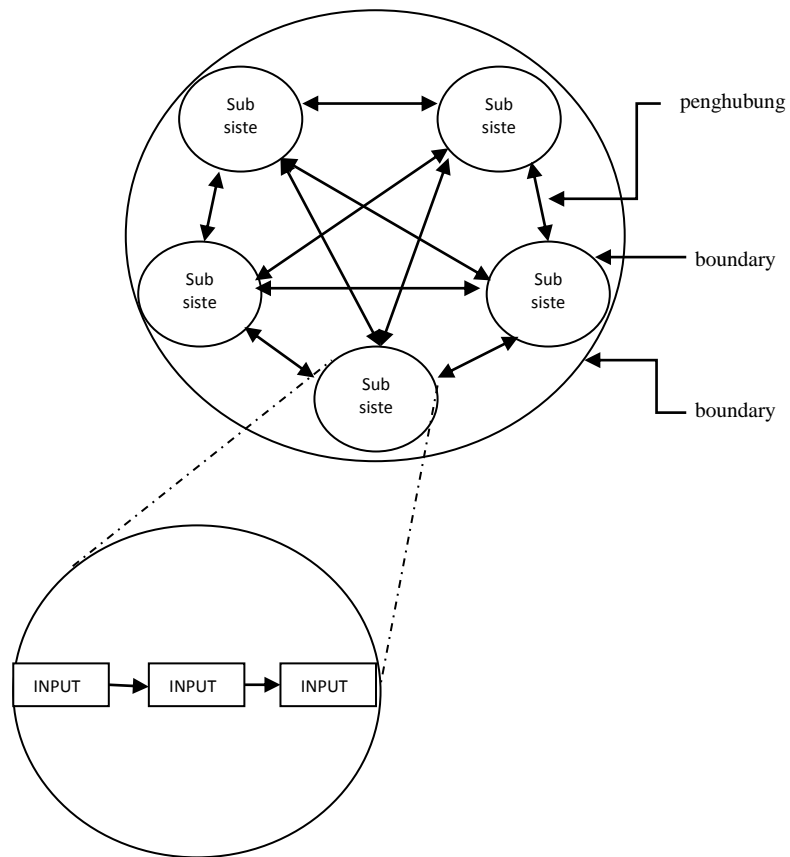 Sub
siste
Sub
siste
penghubung
Sub
siste
Sub
siste
boundary
Sub
siste
boundary
INPUT
INPUT
INPUT